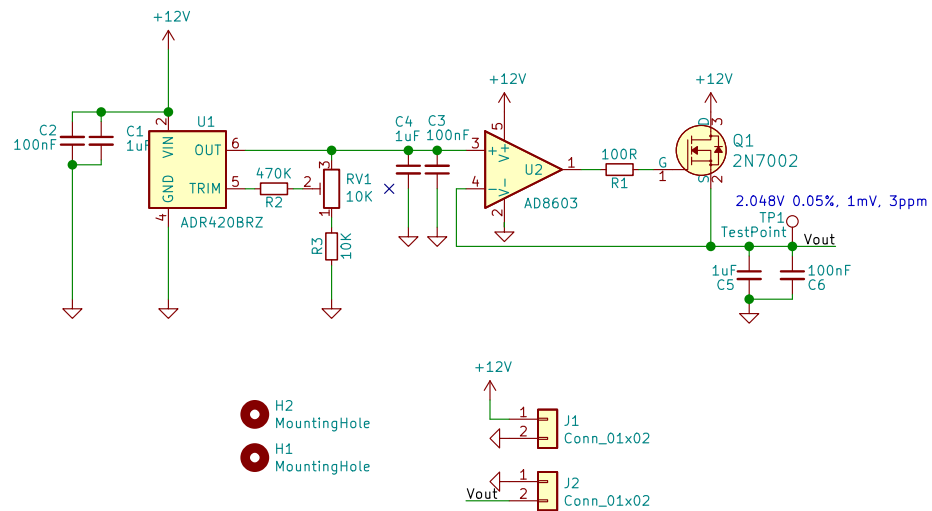 +12V
C2
100nF
C1
1uF
2
U1
VIN
OUT
6
GND
TRIM
5
4
ADR420BRZ
470K
R2
2
3
RV1
10K
1
R3
10K
C4
1uF
C3
100nF
+12V
5
3
+
V+
U2
1
4
-
V-
2
AD8603
100R
R1
+12V
D
3
Q1
2N7002
G
1
S
2
2.048V 0.05%, 1mV, 3ppm
TP1
TestPoint
Vout
1uF
C5
100nF
C6
H2
MountingHole
H1
MountingHole
+12V
1
2
J1
Conn_01x02
1
Vout
2
J2
Conn_01x02